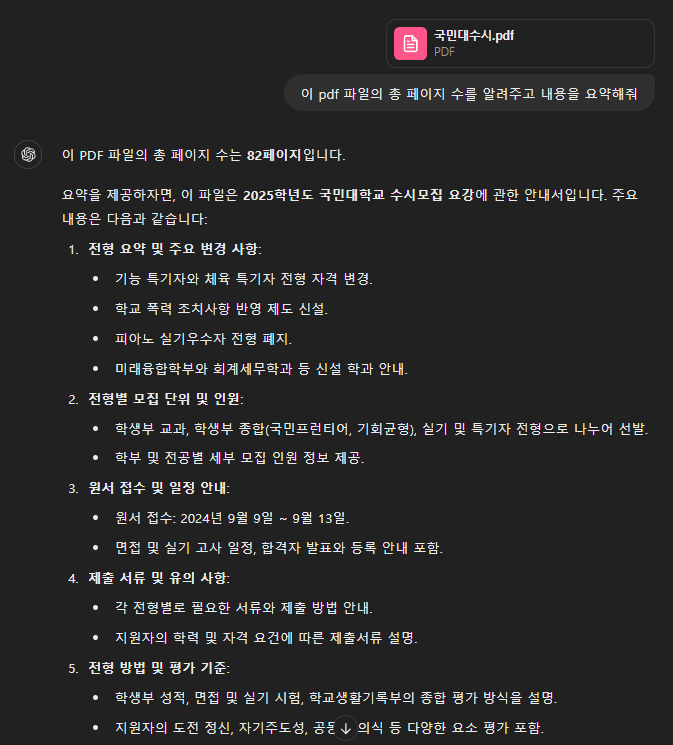 국민대수시.pdf
PDF
이 pdf 파일의 총 페이지 수를 알려주고 내용을 요약해줘
이 PDF 파일의 총 페이지 수는 82페이지입니다.
요약을 제공하자면, 이 파일은 2025학년도 국민대학교 수시모집 요강에 관한 안내서입니다. 주요
내용은 다음과 같습니다:
1. 전형 요약 및 주요 변경 사항:
• 기능 특기자와 체육 특기자 전형 자격 변경.
• 학교 폭력 조치사항 반영 제도 신설.
• 피아노 실기우수자 전형 폐지.
• 미래융합학부와 회계세무학과 등 신설 학과 안내.
2. 전형별 모집 단위 및 인원:
• 학생부 교과, 학생부 종합(국민프런티어, 기회균형), 실기 및 특기자 전형으로 나누어 선발.
• 학부 및 전공별 세부 모집 인원 정보 제공.
3. 원서 접수 및 일정 안내:
• 원서 접수: 2024년 9월 9일 ~ 9월 13일.
• 면접 및 실기 고사 일정, 합격자 발표와 등록 안내 포함.
4. 제출 서류 및 유의 사항:
• 각 전형별로 필요한 서류와 제출 방법 안내.
• 지원자의 학력 및 자격 요건에 따른 제출서류 설명.
5. 전형 방법 및 평가 기준:
• 학생부 성적, 면접 및 실기 시험, 학교생활기록부의 종합 평가 방식을 설명.
• 지원자의 도전 정신, 자기주도성, 의식 등 다양한 요소 평가 포함.